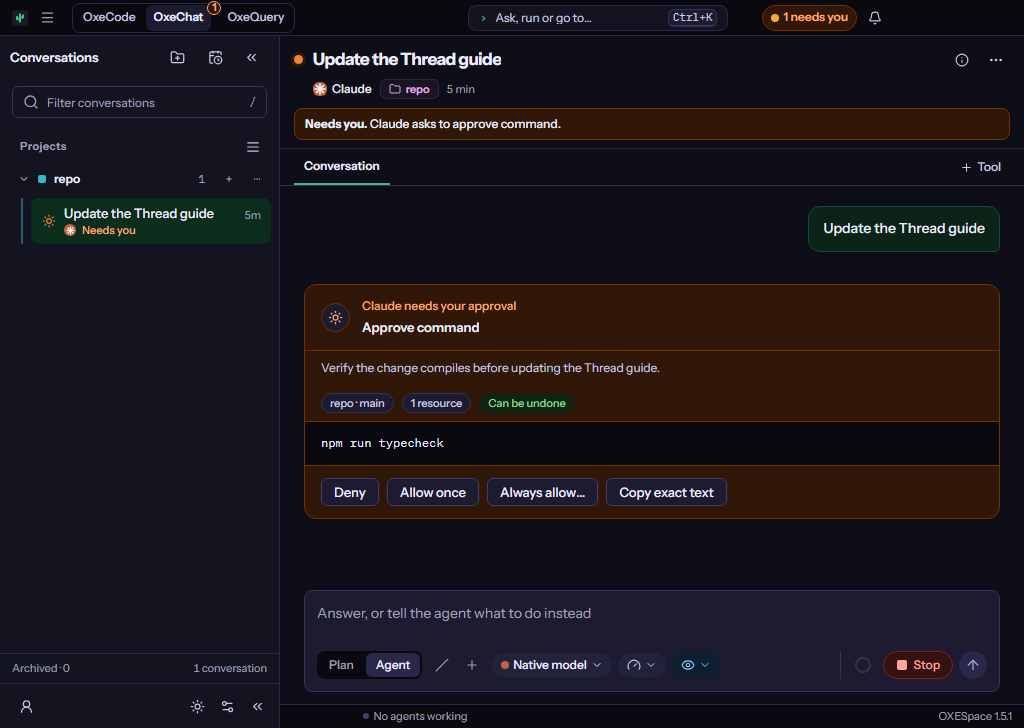 OxeCode OxeChat 1 OxeQuery
Ask, run or go to... Ctrl+K
1 needs you
Conversations
Filter conversations /
Projects
repo 1 + ...
Update the Thread guide 5m
Needs you
Archived · 0 1 conversation
Update the Thread guide
Claude repo 5 min
Needs you. Claude asks to approve command.
Conversation + Tool
Update the Thread guide
Claude needs your approval
Approve command
Verify the change compiles before updating the Thread guide.
repo · main 1 resource Can be undone
npm run typecheck
Deny Allow once Always allow... Copy exact text
Answer, or tell the agent what to do instead
Plan Agent / + Native model Stop
No agents working OXESpace 1.5.1